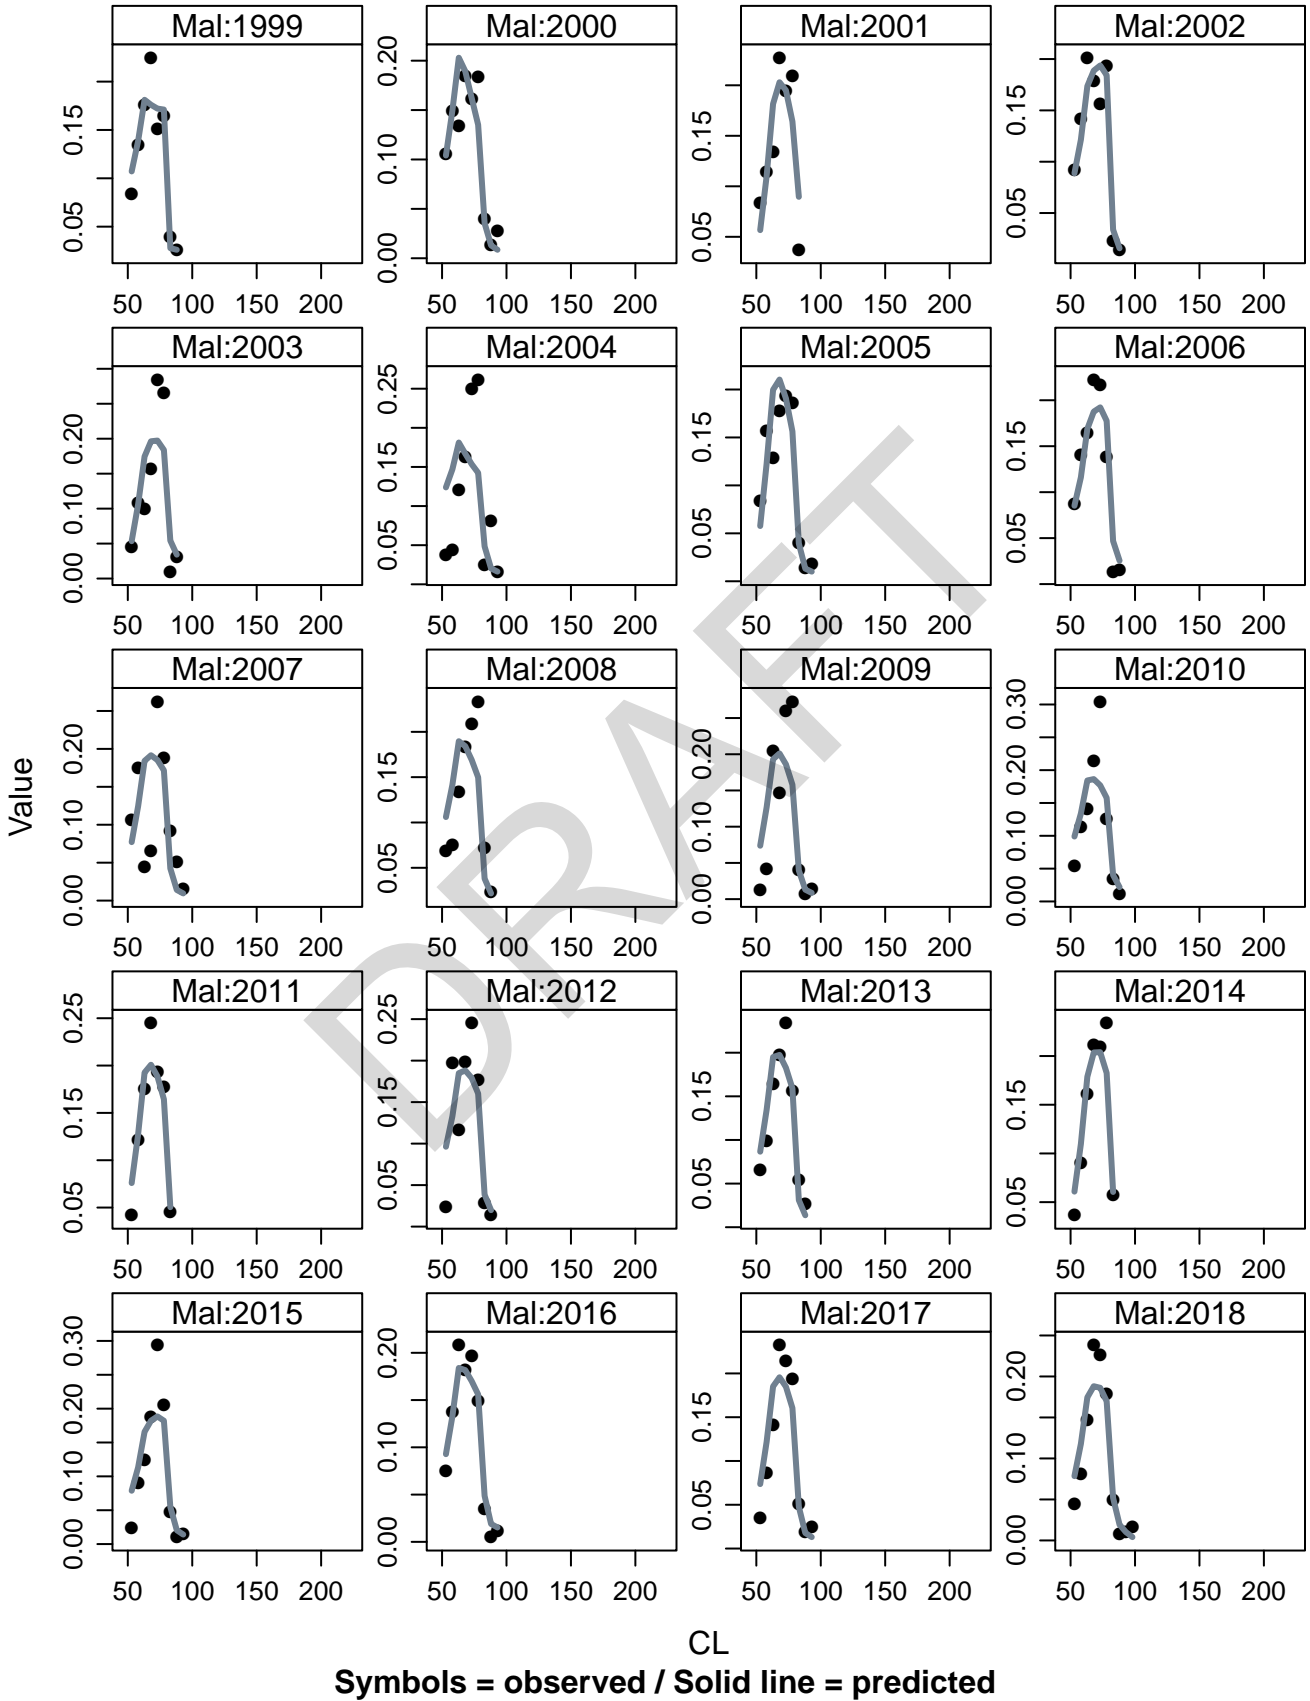 Mal:1999 Mal:2000 Mal:2001 Mal:2002
0.15 0.05
0.20 0.10 0.00
0.15 0.05
0.15 0.05
50 100 150 200 50 100 150 200 50 100 150 200 50 100 150 200
Mal:2003 Mal:2004 Mal:2005 Mal:2006
0.20 0.10 0.00
0.25 0.15 0.05
0.15 0.05
0.15 0.05
50 100 150 200 50 100 150 200 50 100 150 200 50 100 150 200
Mal:2007 Mal:2008 Mal:2009 Mal:2010
0.20 0.10 0.00
0.15 0.05
0.20 0.10 0.00
0.30 0.20 0.10 0.00
50 100 150 200 50 100 150 200 50 100 150 200 50 100 150 200
Mal:2011 Mal:2012 Mal:2013 Mal:2014
0.25 0.15 0.05
0.25 0.15 0.05
0.15 0.05
0.15 0.05
50 100 150 200 50 100 150 200 50 100 150 200 50 100 150 200
Mal:2015 Mal:2016 Mal:2017 Mal:2018
0.30 0.20 0.10 0.00
0.20 0.10 0.00
0.15 0.05
0.20 0.10 0.00
50 100 150 200 50 100 150 200 50 100 150 200 50 100 150 200
Value
DRAFT
CL
Symbols = observed / Solid line = predicted